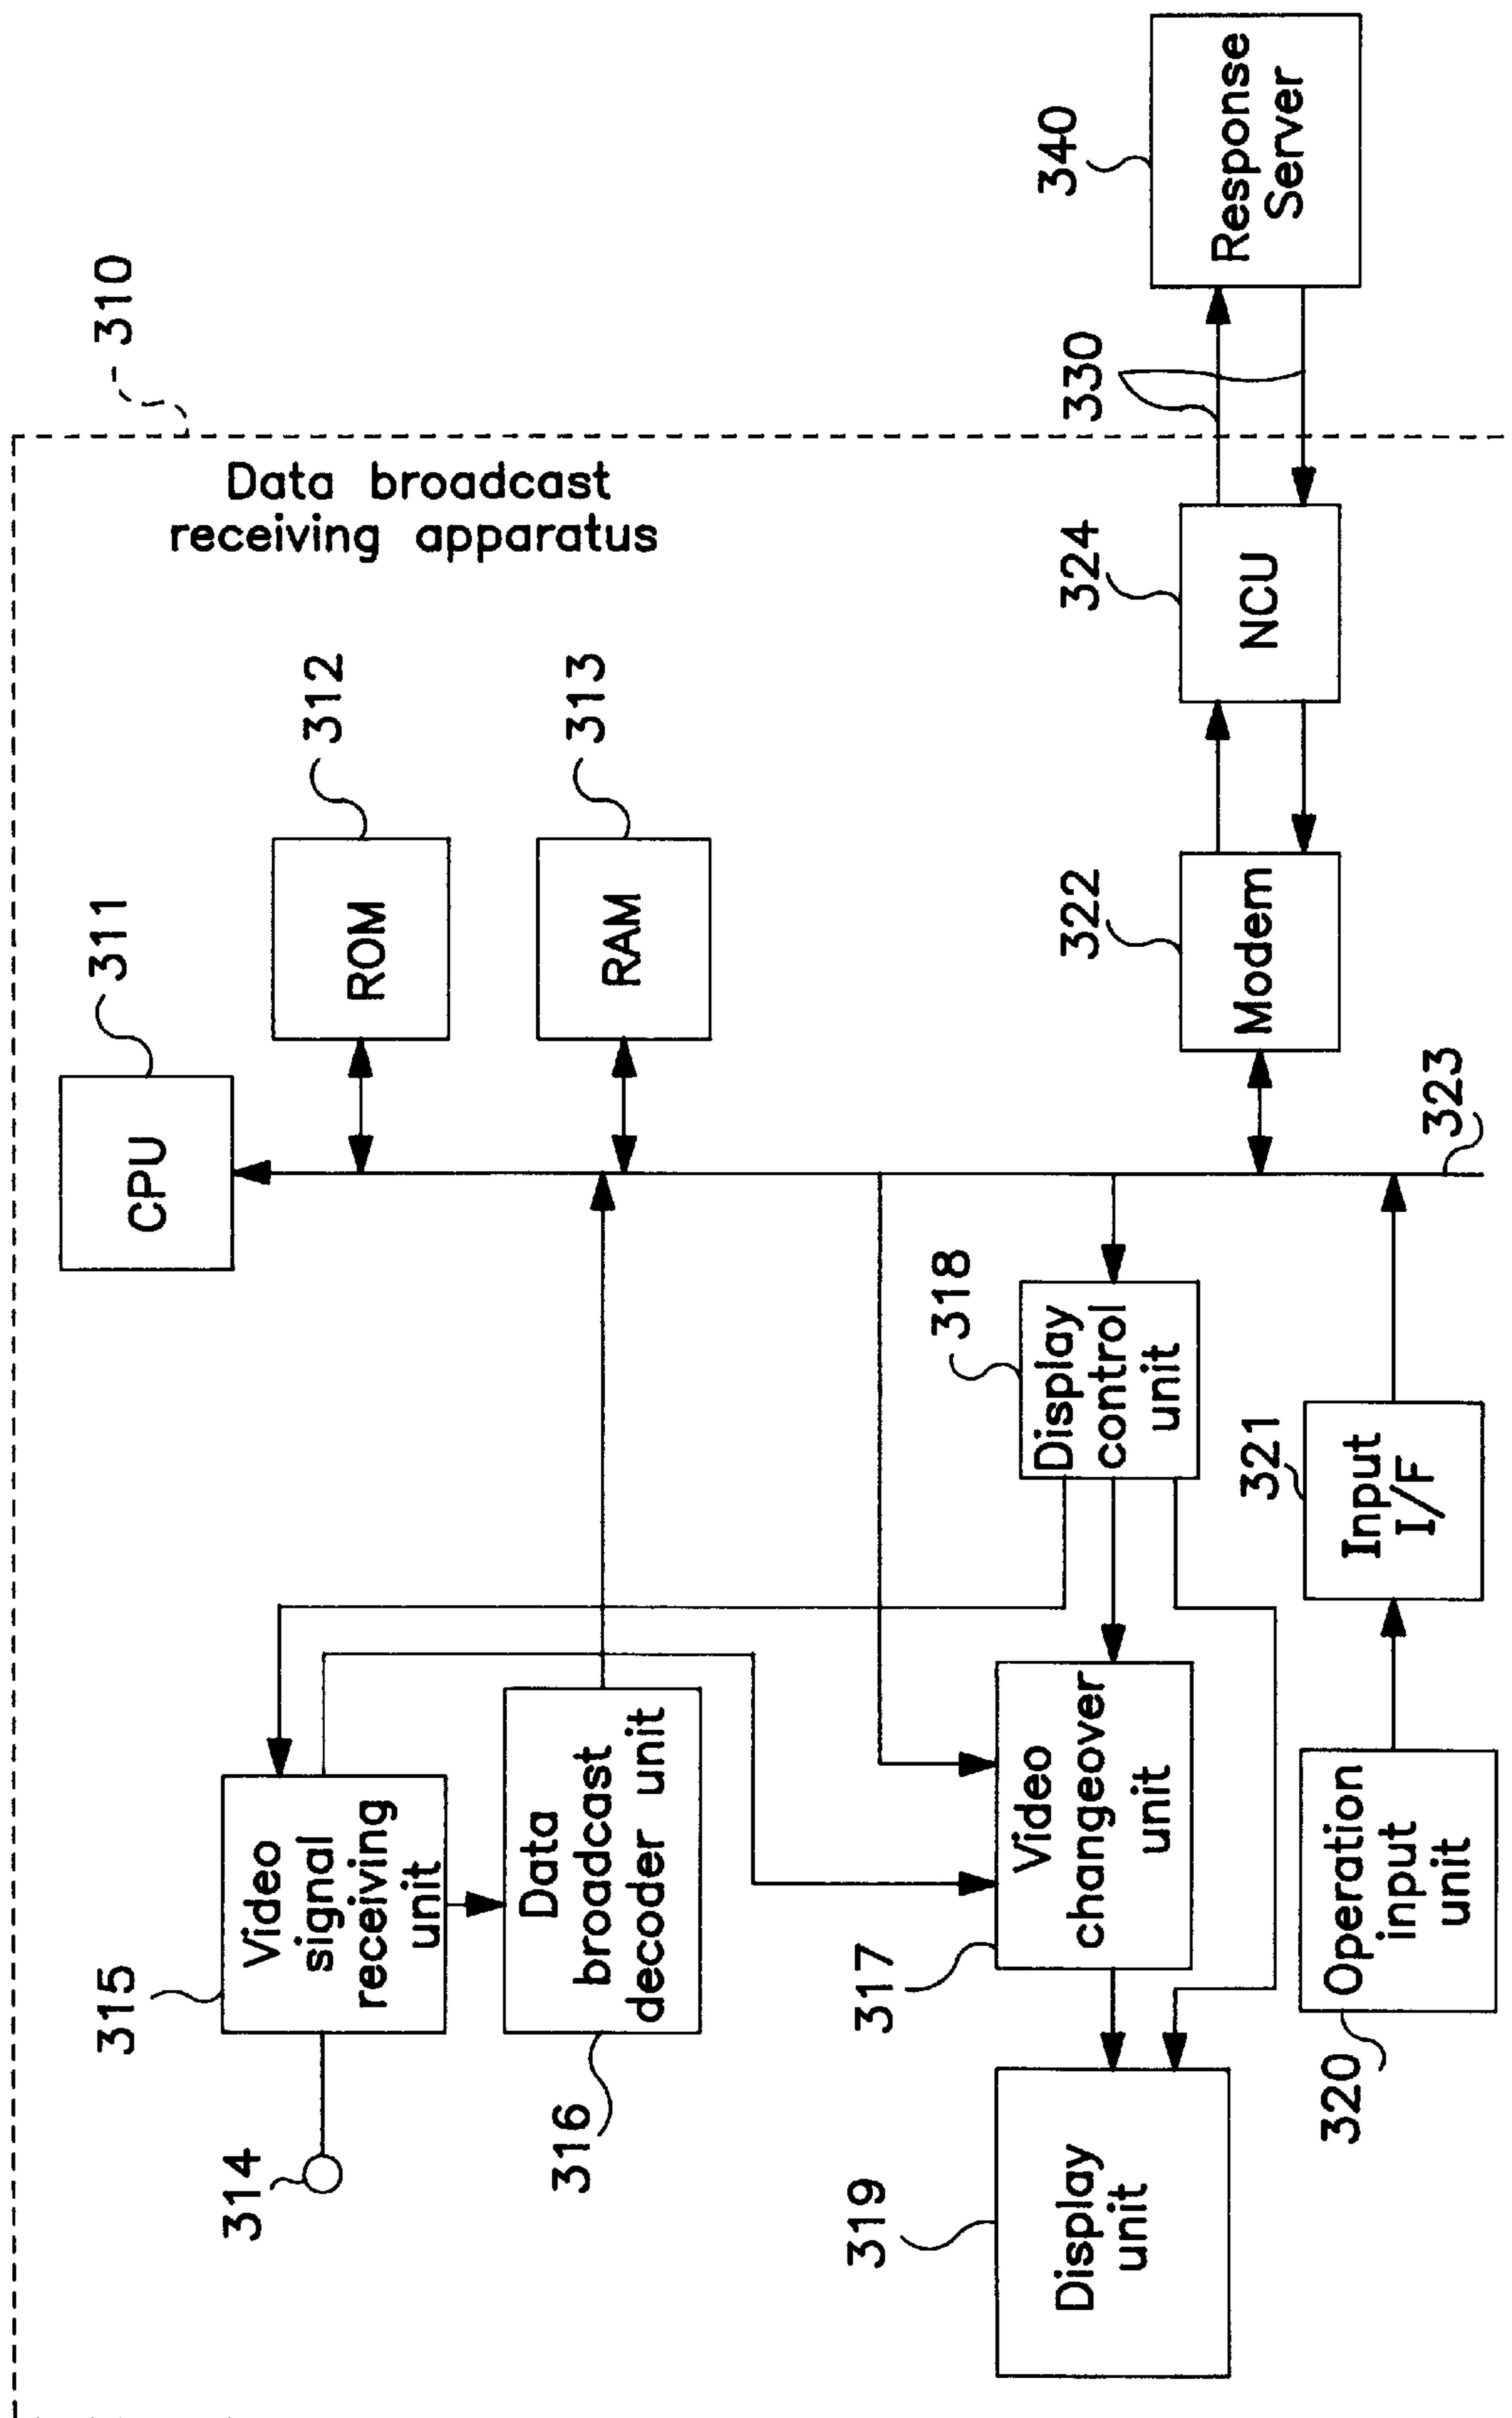 310
Data broadcast
receiving apparatus
311
CPU
312
ROM
313
RAM
314
315
Video
signal
receiving
unit
316
Data
broadcast
decoder unit
317
Video
changeover
unit
318
Display
control
unit
319
Display
unit
320
Operation
input
unit
321
Input
I/F
322
Modem
323
324
NCU
330
340
Response
Server